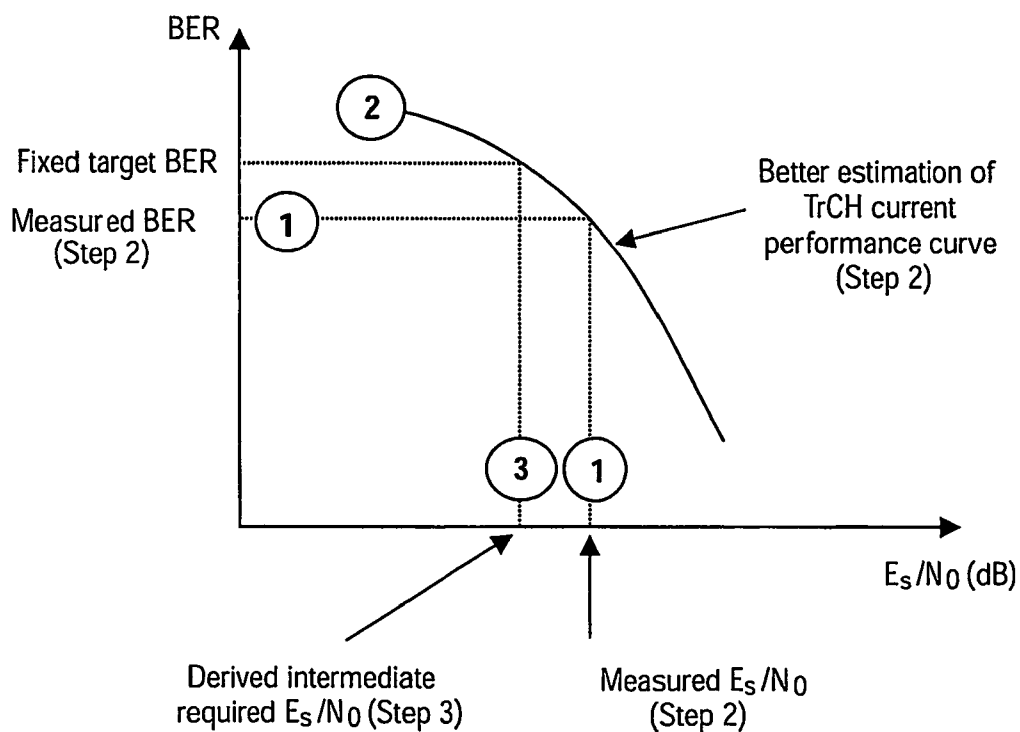 BER
2
Fixed target BER
Measured BER
(Step 2)
1
Better estimation of
TrCH current
performance curve
(Step 2)
3
1
Es/N0 (dB)
Derived intermediate
required Es/N0 (Step 3)
Measured Es/N0
(Step 2)